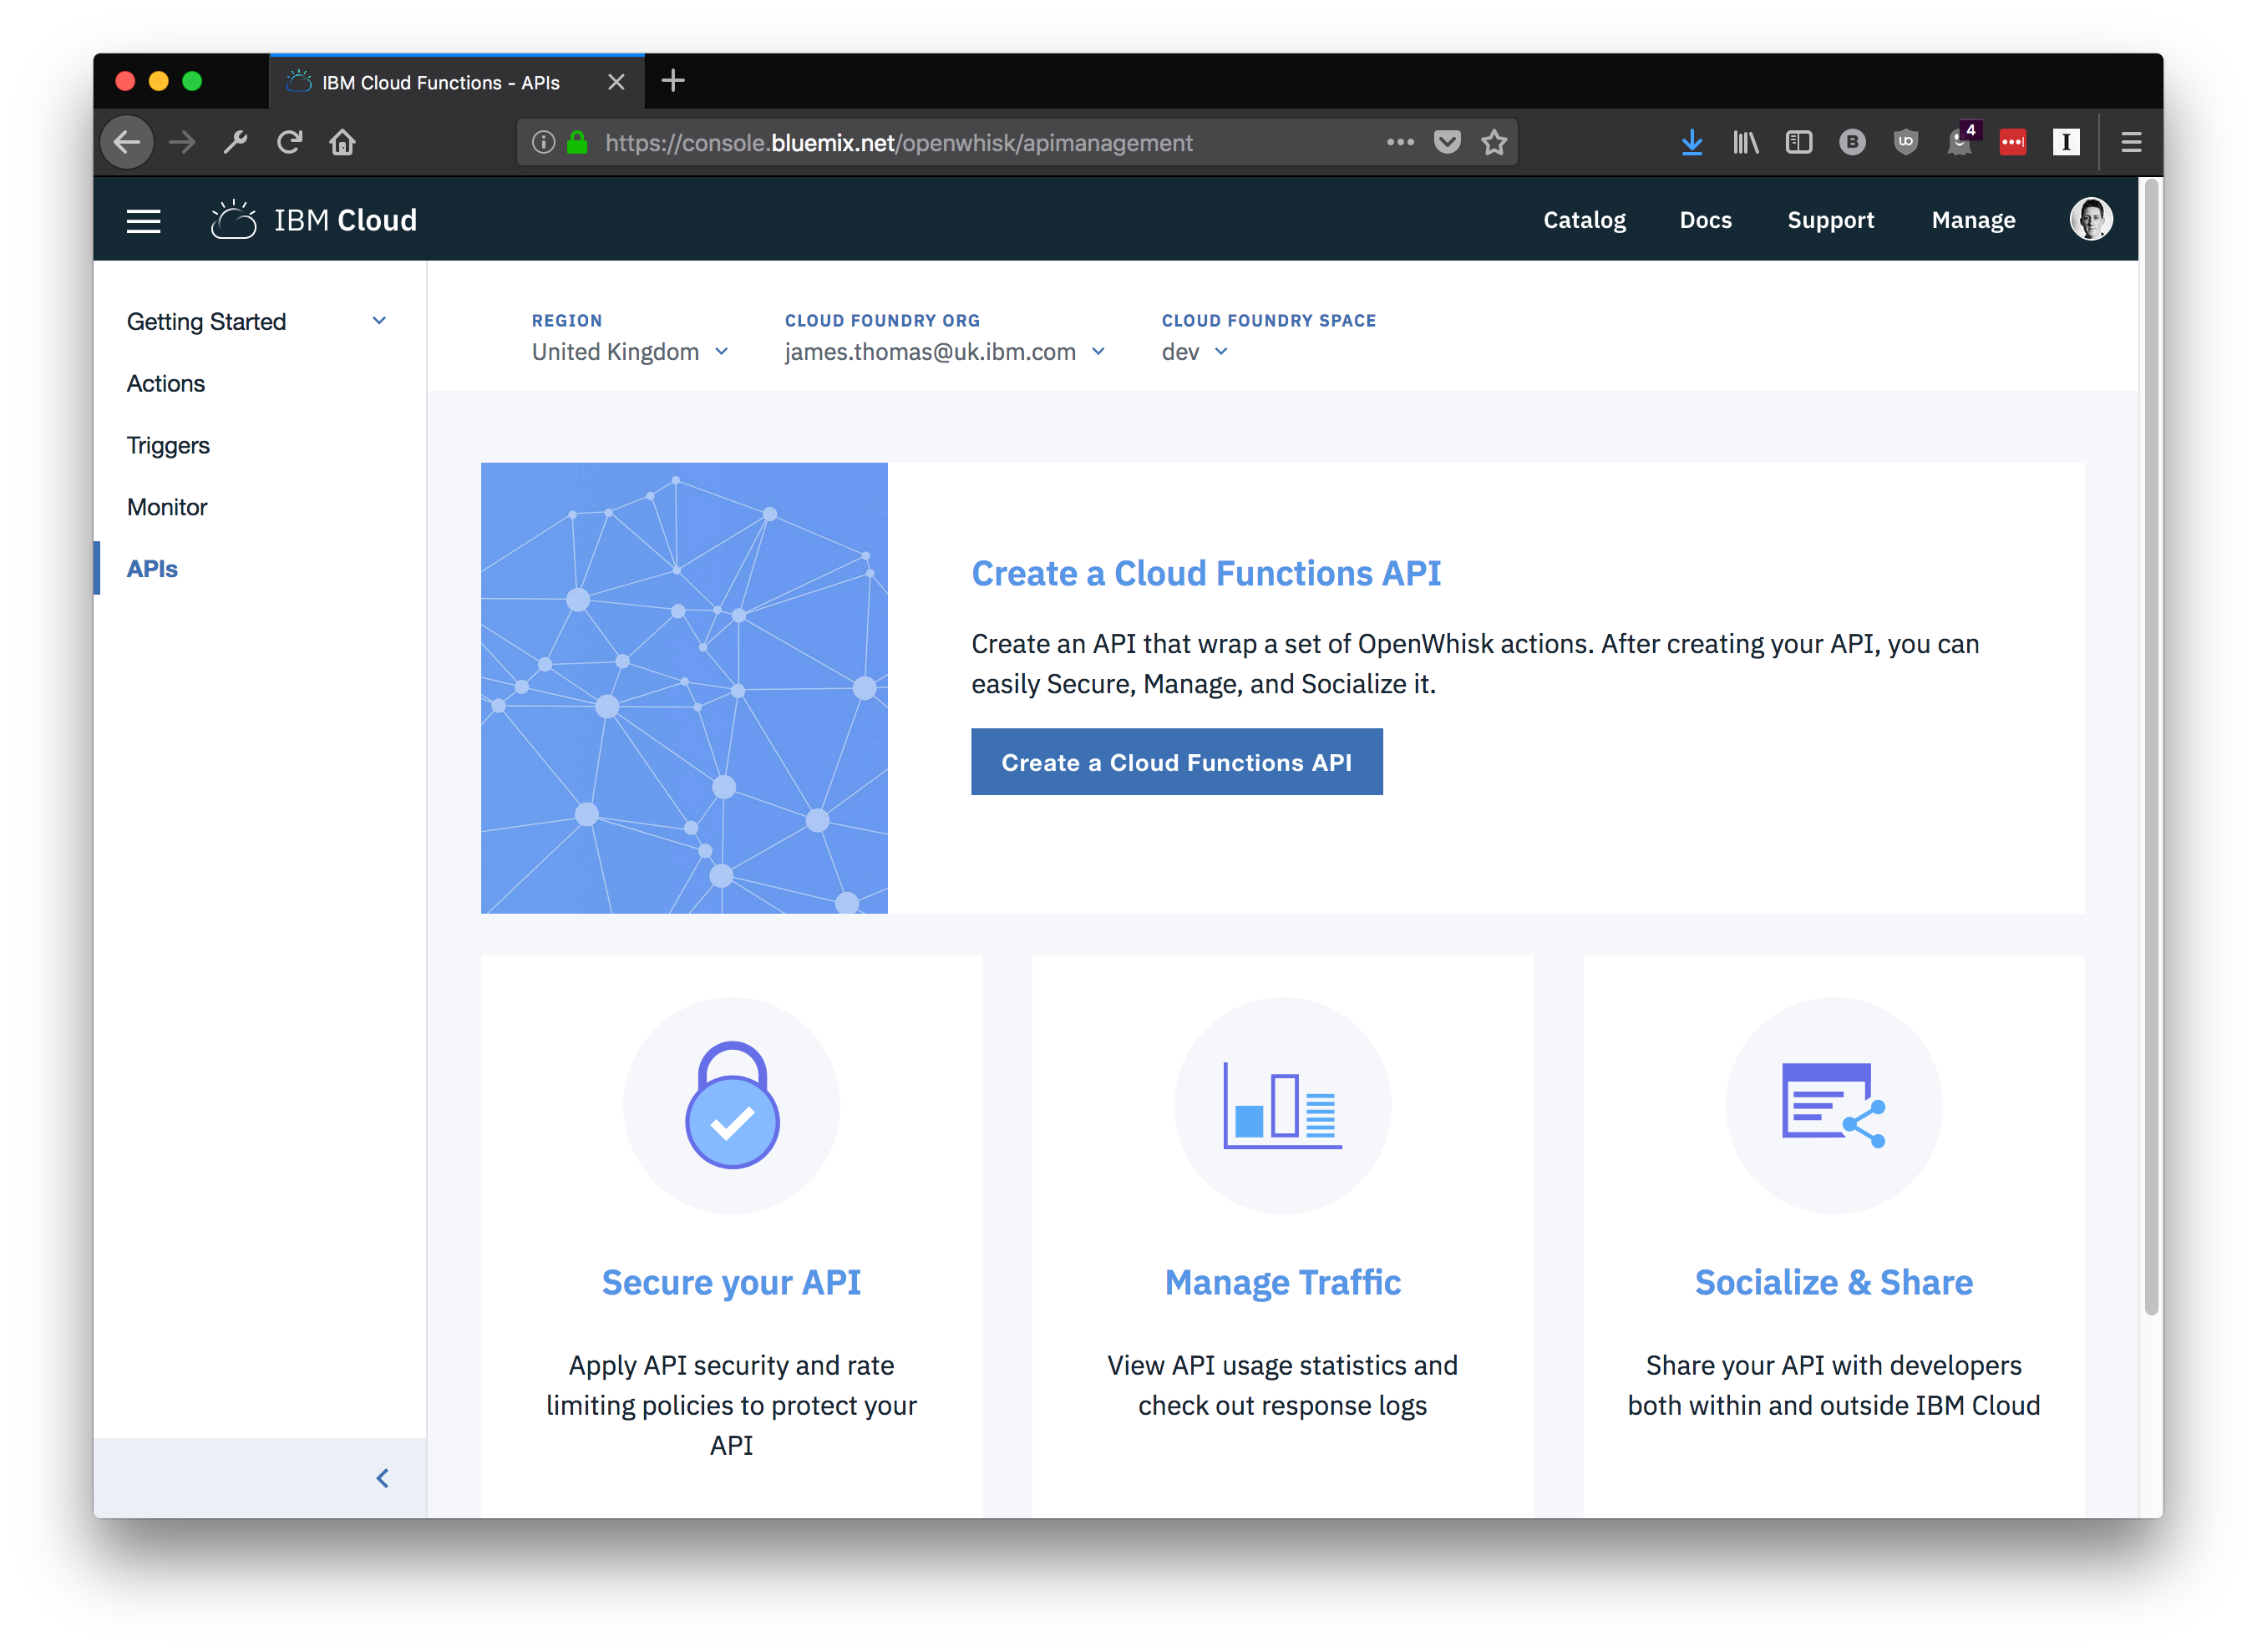 IBM Cloud Functions - APIs
https://console.bluemix.net/openwhisk/apimanagement
B
4
I
IBM Cloud
Catalog
Docs
Support
Manage
Getting Started
Actions
Triggers
Monitor
APIs
REGION
United Kingdom
CLOUD FOUNDRY ORG
james.thomas@uk.ibm.com
CLOUD FOUNDRY SPACE
dev
Create a Cloud Functions API
Create an API that wrap a set of OpenWhisk actions. After creating your API, you can
easily Secure, Manage, and Socialize it.
Create a Cloud Functions API
Secure your API
Apply API security and rate
limiting policies to protect your
API
Manage Traffic
View API usage statistics and
check out response logs
Socialize & Share
Share your API with developers
both within and outside IBM Cloud